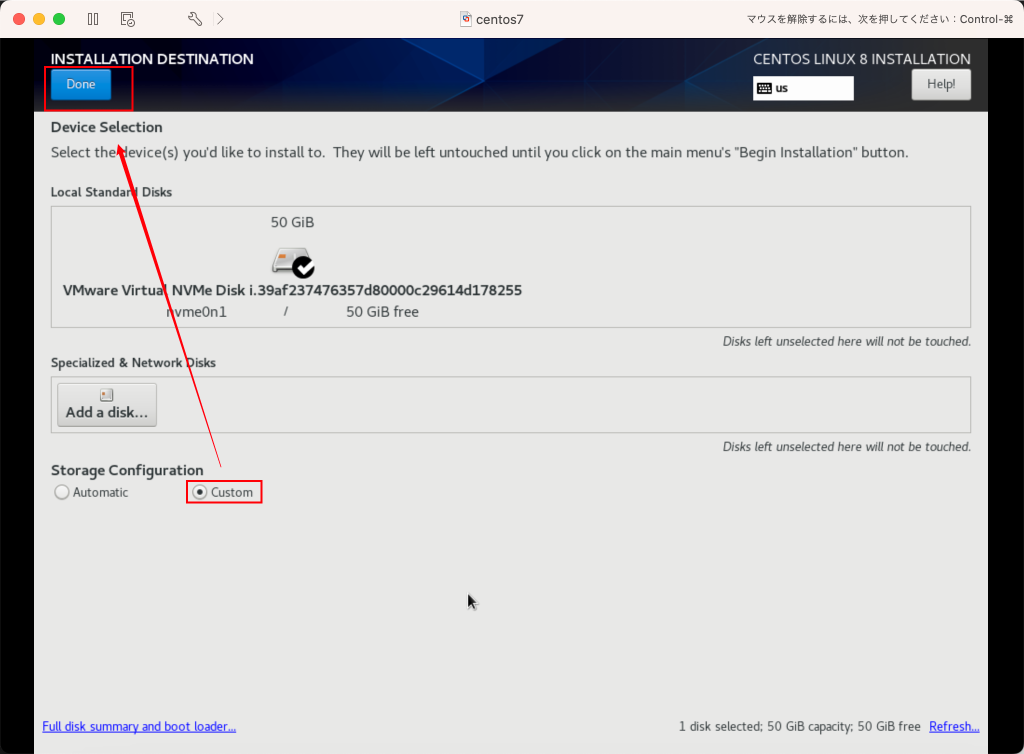 centos7
マウスを解除するには、次を押してください：Control-⌘
INSTALLATION DESTINATION
CENTOS LINUX 8 INSTALLATION
Done
us
Help!
Device Selection
Select the device(s) you'd like to install to. They will be left untouched until you click on the main menu's "Begin Installation" button.
Local Standard Disks
50 GiB
VMware Virtual NVMe Disk i.39af237476357d80000c29614d178255
nvme0n1 / 50 GiB free
Disks left unselected here will not be touched.
Specialized & Network Disks
Add a disk...
Disks left unselected here will not be touched.
Storage Configuration
Automatic
Custom
Full disk summary and boot loader...
1 disk selected; 50 GiB capacity; 50 GiB free
Refresh...